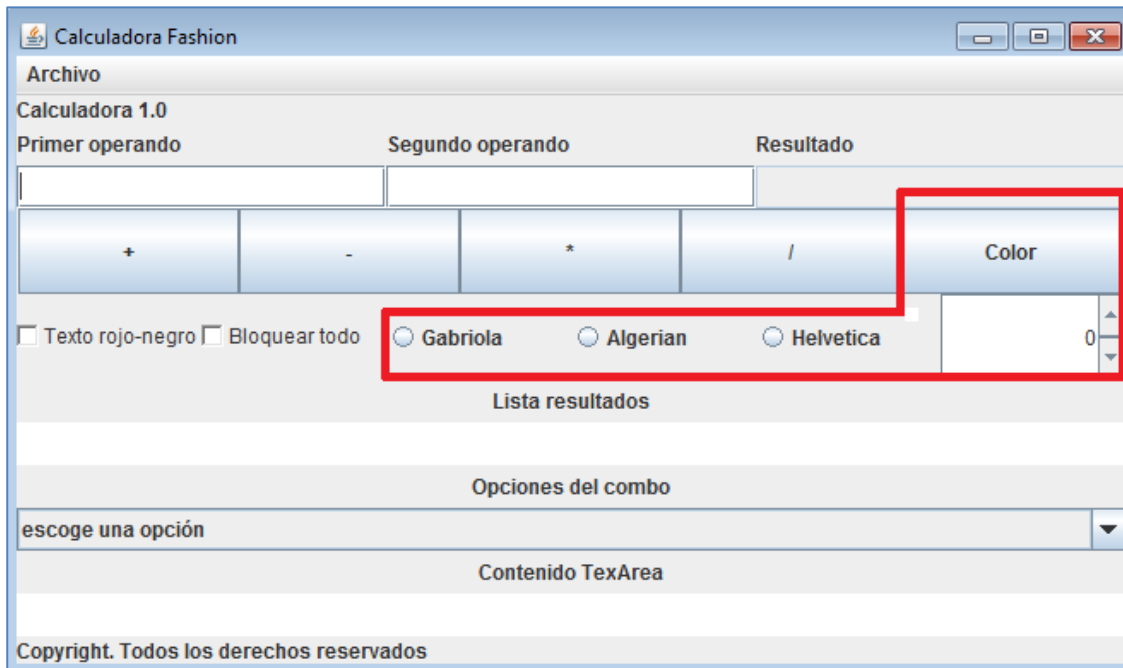 Calculadora Fashion
Archivo
Calculadora 1.0
Primer operando Segundo operando Resultado
+ - * / Color
Texto rojo-negro Bloquear todo Gabriola Algerian Helvetica 0
Lista resultados
Opciones del combo
escoge una opción
Contenido TexArea
Copyright. Todos los derechos reservados